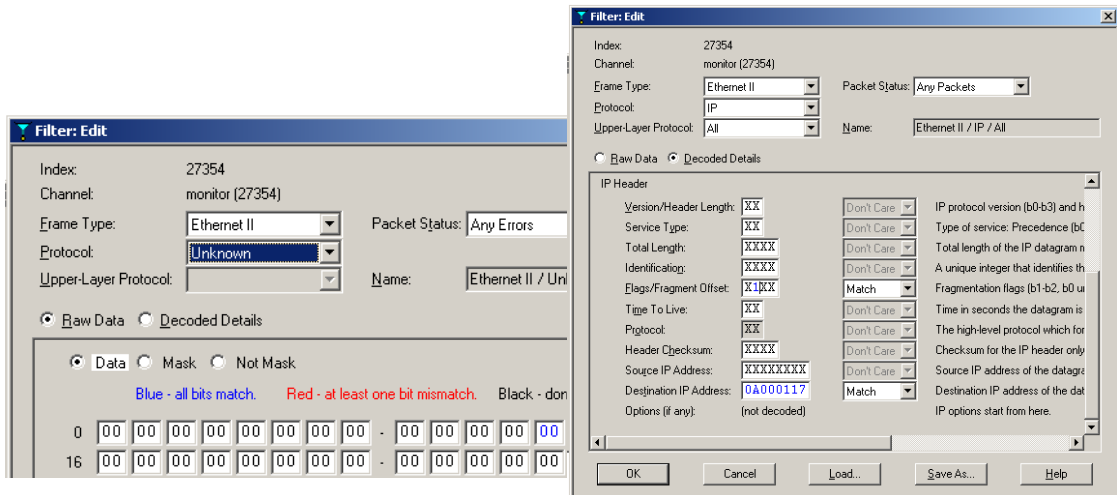 Filter: Edit
Index: 27354
Channel: monitor (27354)
Frame Type: Ethernet II Packet Status: Any Errors
Protocol: Unknown
Upper-Layer Protocol: Name: Ethernet II / Un
Raw Data Decoded Details
Data Mask Not Mask
Blue - all bits match. Red - at least one bit mismatch. Black - don
0 00 00 00 00 00 00 00 00 - 00 00 00 00 00
16 00 00 00 00 00 00 00 00 - 00 00 00 00 00
Filter: Edit
Index: 27354
Channel: monitor (27354)
Frame Type: Ethernet II Packet Status: Any Packets
Protocol: IP
Upper-Layer Protocol: All Name: Ethernet II / IP / All
Raw Data Decoded Details
IP Header
Version/Header Length: XX Don't Care IP protocol version (b0-b3) and h
Service Type: XX Don't Care Type of service: Precedence (b0
Total Length: XXXX Don't Care Total length of the IP datagram n
Identification: XXXX Don't Care A unique integer that identifies th
Flags/Fragment Offset: X1XX Match Fragmentation flags (b1-b2, b0 u
Time To Live: XX Don't Care Time in seconds the datagram is
Protocol: XX Don't Care The high-level protocol which for
Header Checksum: XXXX Don't Care Checksum for the IP header only
Source IP Address: XXXXXXXX Don't Care Source IP address of the datagra
Destination IP Address: 0A000117 Match Destination IP address of the dat
Options (if any): (not decoded) IP options start from here.
OK Cancel Load... Save As... Help